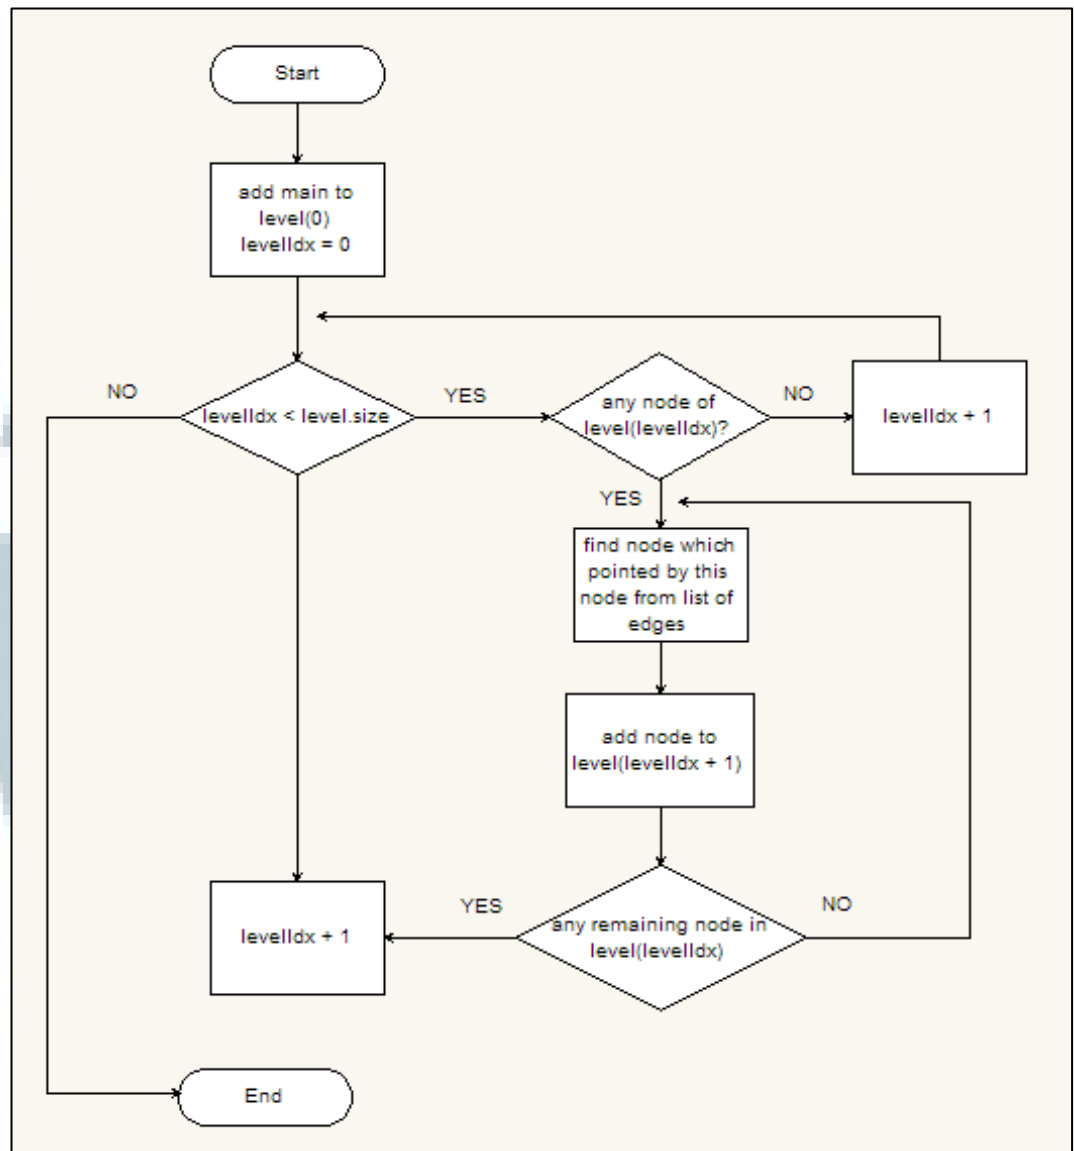 Start
add main to
level(0)
levelIdx = 0
NO
levelIdx < level.size
YES
any node of
level(levelIdx)?
NO
levelIdx + 1
YES
find node which
pointed by this
node from list of
edges
add node to
level(levelIdx + 1)
YES
any remaining node in
level(levelIdx)
NO
levelIdx + 1
End